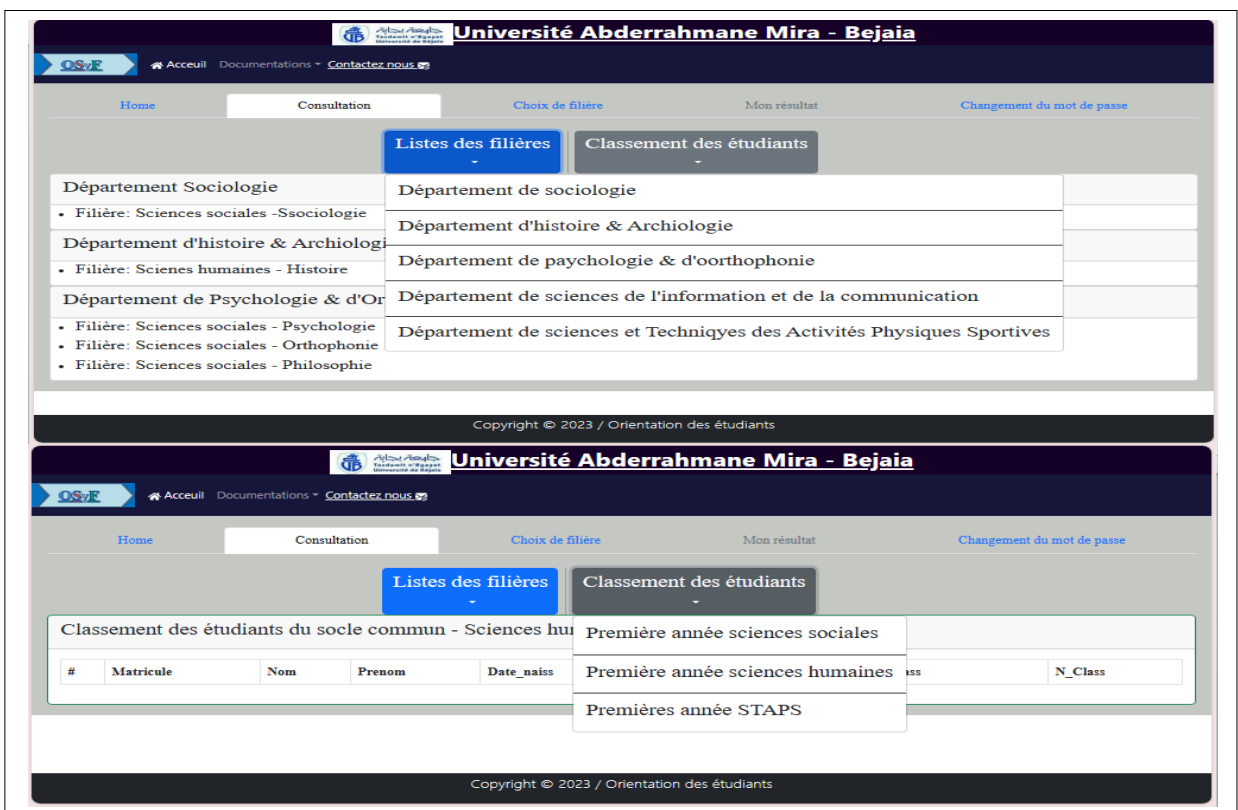 Université Abderrahmane Mira - Bejaia
OSvF Acceuil Documentations Contactez nous
Home Consultation Choix de filière Mon résultat Changement du mot de passe
Listes des filières Classement des étudiants
Département Sociologie
• Filière: Sciences sociales -Ssociologie
Département d'histoire & Archiologi
• Filière: Scienes humaines - Histoire
Département de Psychologie & d'Or
• Filière: Sciences sociales - Psychologie
• Filière: Sciences sociales - Orthophonie
• Filière: Sciences sociales - Philosophie
Département de sociologie
Département d'histoire & Archiologie
Département de paychologie & d'oorthophonie
Département de sciences de l'information et de la communication
Département de sciences et Techniqyes des Activités Physiques Sportives
Copyright © 2023 / Orientation des étudiants
Université Abderrahmane Mira - Bejaia
OSvF Acceuil Documentations Contactez nous
Home Consultation Choix de filière Mon résultat Changement du mot de passe
Listes des filières Classement des étudiants
Classement des étudiants du socle commun - Sciences hu
# Matricule Nom Prenom Date_naiss ass N_Class
Première année sciences sociales
Première année sciences humaines
Premières année STAPS
Copyright © 2023 / Orientation des étudiants